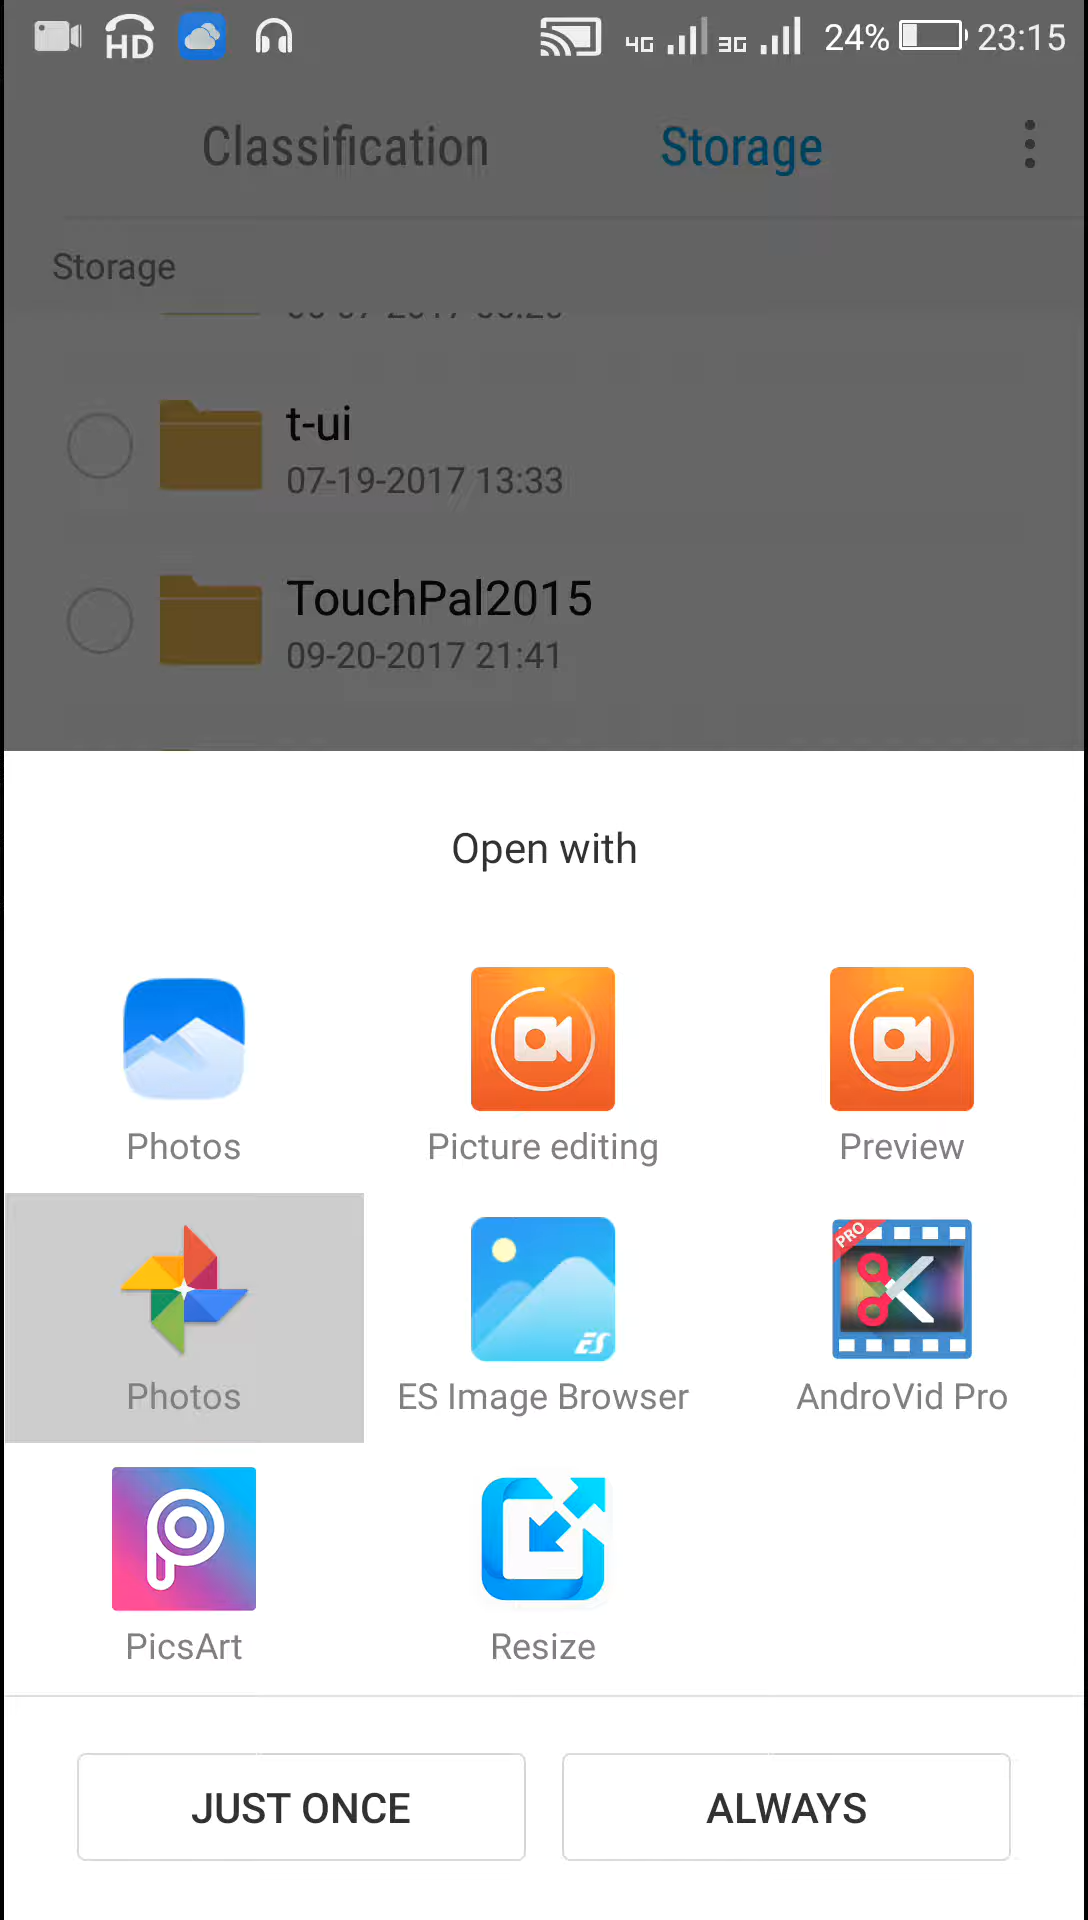 HD 4G 3G 24% 23:15
Classification Storage
Storage
t-ui
07-19-2017 13:33
TouchPal2015
09-20-2017 21:41
Open with
Photos Picture editing Preview
PRO
ES
Photos ES Image Browser AndroVid Pro
PicsArt Resize
JUST ONCE ALWAYS